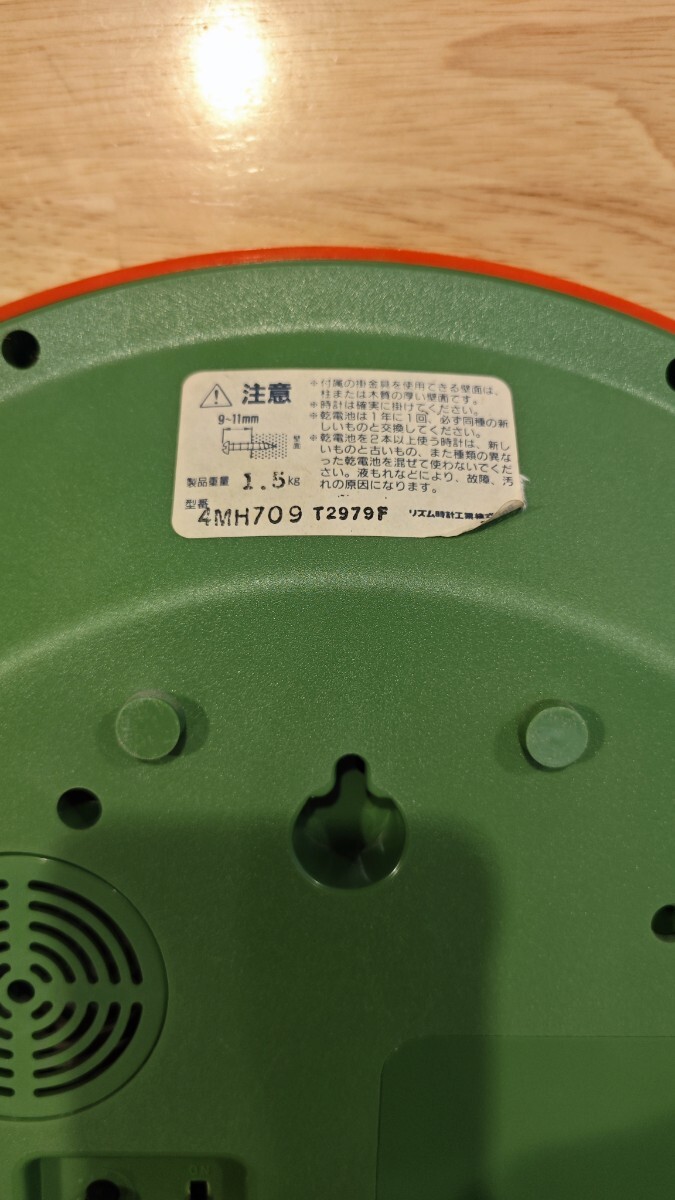 注意
9~11mm
壁面
製品重量 1.5kg
※付属の掛金具を使用できる壁面は、
柱または木質の厚い壁面です。
※時計は確実に掛けてください。
※乾電池は1年に1回、必ず同種の新
しいものと交換してください。
※乾電池を2本以上使う時計は、新し
いものと古いもの、また種類の異な
った乾電池を混ぜて使わないでくだ
さい。液もれなどにより、故障、汚
れの原因になります。
型番 4MH709 T2979F リズム時計工業株式